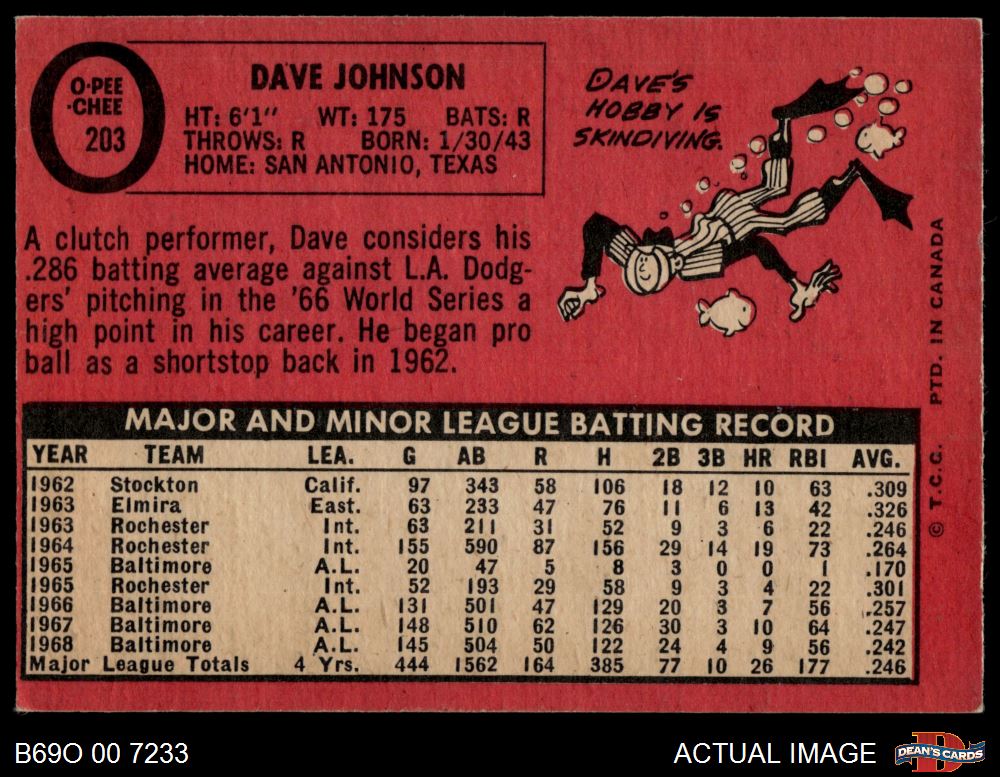 O-PEE
-CHEE
203
DAVE JOHNSON
HT: 6'1" WT: 175 BATS: R
THROWS: R BORN: 1/30/43
HOME: SAN ANTONIO, TEXAS
DAVE'S
HOBBY IS
SKINDIVING.
A clutch performer, Dave considers his
.286 batting average against L.A. Dodg-
ers' pitching in the '66 World Series a
high point in his career. He began pro
ball as a shortstop back in 1962.
MAJOR AND MINOR LEAGUE BATTING RECORD
YEAR TEAM LEA. G AB R H 2B 3B HR RBI AVG.
1962 Stockton Calif. 97 343 58 106 18 12 10 63 .309
1963 Elmira East. 63 233 47 76 11 6 13 42 .326
1963 Rochester Int. 63 211 31 52 9 3 6 22 .246
1964 Rochester Int. 155 590 87 156 29 14 19 73 .264
1965 Baltimore A.L. 20 47 5 8 3 0 0 1 .170
1965 Rochester Int. 52 193 29 58 9 3 4 22 .301
1966 Baltimore A.L. 131 501 47 129 20 3 7 56 .257
1967 Baltimore A.L. 148 510 62 126 30 3 10 64 .247
1968 Baltimore A.L. 145 504 50 122 24 4 9 56 .242
Major League Totals 4 Yrs. 444 1562 164 385 77 10 26 177 .246
© T.C.G. PTD. IN CANADA
B69O 00 7233
ACTUAL IMAGE
D
DEAN'S CARDS